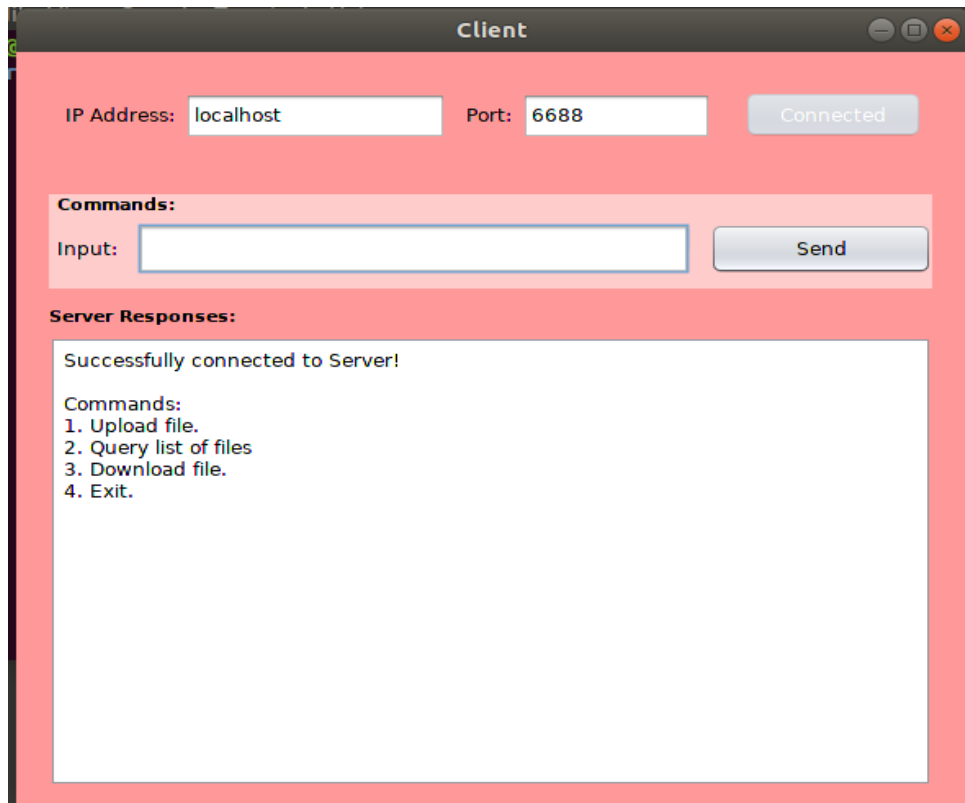 Client
IP Address: localhost Port: 6688 Connected
Commands:
Input: Send
Server Responses:
Successfully connected to Server!
Commands:
1. Upload file.
2. Query list of files
3. Download file.
4. Exit.